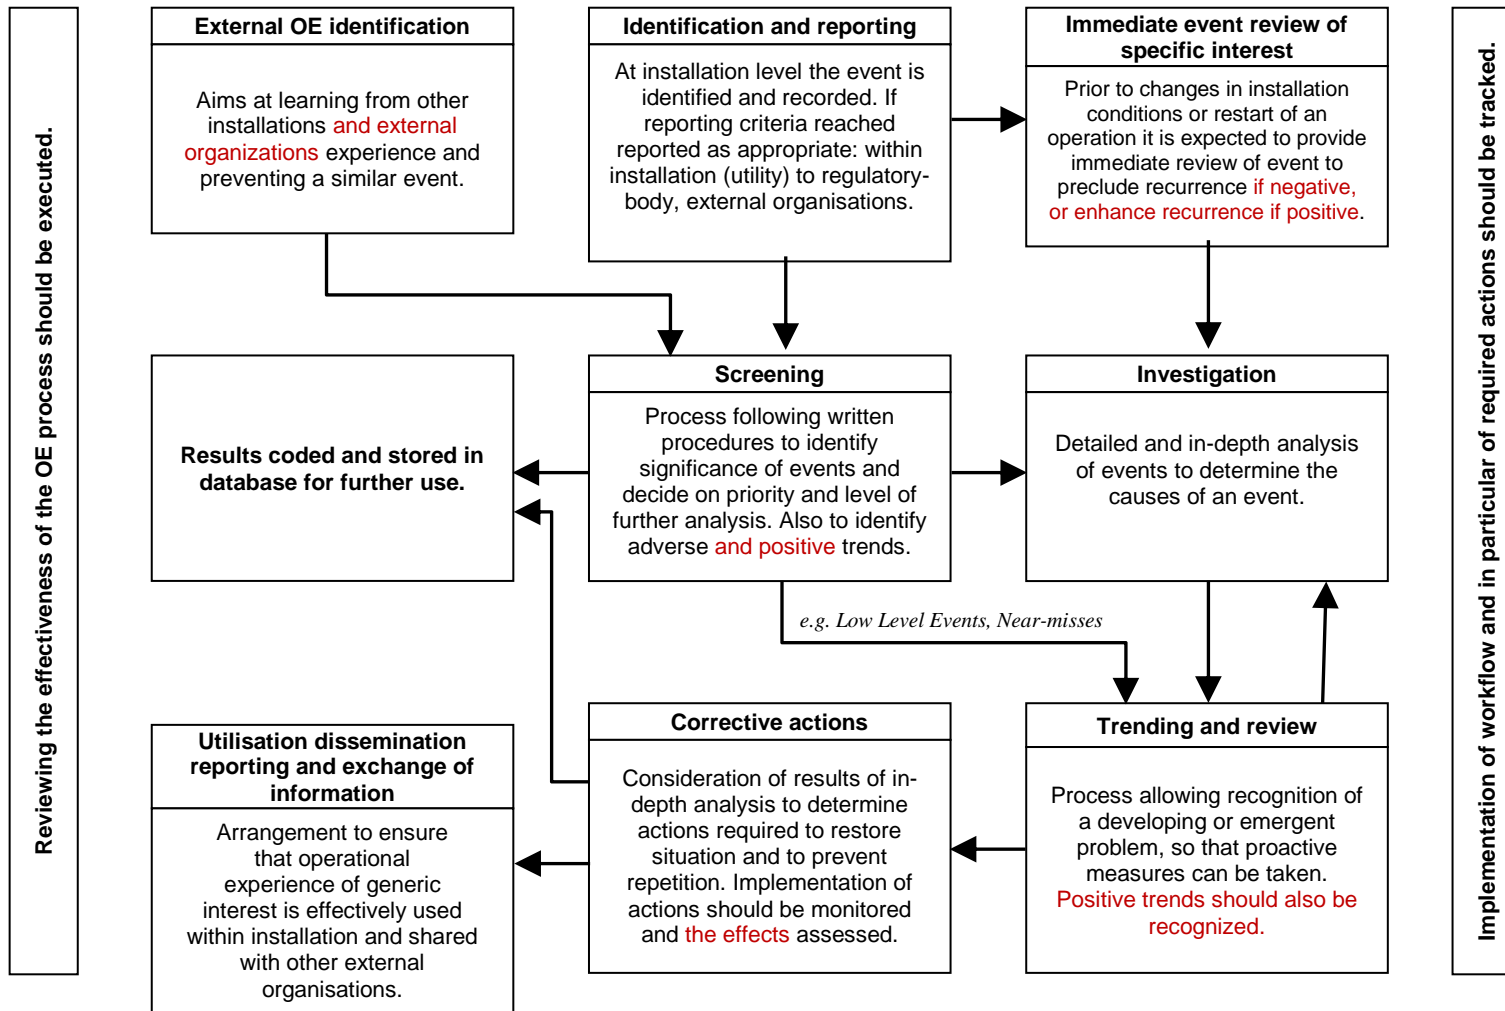 Reviewing the effectiveness of the OE process should be executed.
External OE identification
Aims at learning from other
installations and external
organizations experience and
preventing a similar event.
Identification and reporting
At installation level the event is
identified and recorded. If
reporting criteria reached
reported as appropriate: within
installation (utility) to regulatory-
body, external organisations.
Immediate event review of
specific interest
Prior to changes in installation
conditions or restart of an
operation it is expected to provide
immediate review of event to
preclude recurrence if negative,
or enhance recurrence if positive.
Results coded and stored in
database for further use.
Screening
Process following written
procedures to identify
significance of events and
decide on priority and level of
further analysis. Also to identify
adverse and positive trends.
Investigation
Detailed and in-depth analysis
of events to determine the
causes of an event.
e.g. Low Level Events, Near-misses
Utilisation dissemination
reporting and exchange of
information
Arrangement to ensure
that operational
experience of generic
interest is effectively used
within installation and shared
with other external
organisations.
Corrective actions
Consideration of results of in-
depth analysis to determine
actions required to restore
situation and to prevent
repetition. Implementation of
actions should be monitored
and the effects assessed.
Trending and review
Process allowing recognition of
a developing or emergent
problem, so that proactive
measures can be taken.
Positive trends should also be
recognized.
Implementation of workflow and in particular of required actions should be tracked.